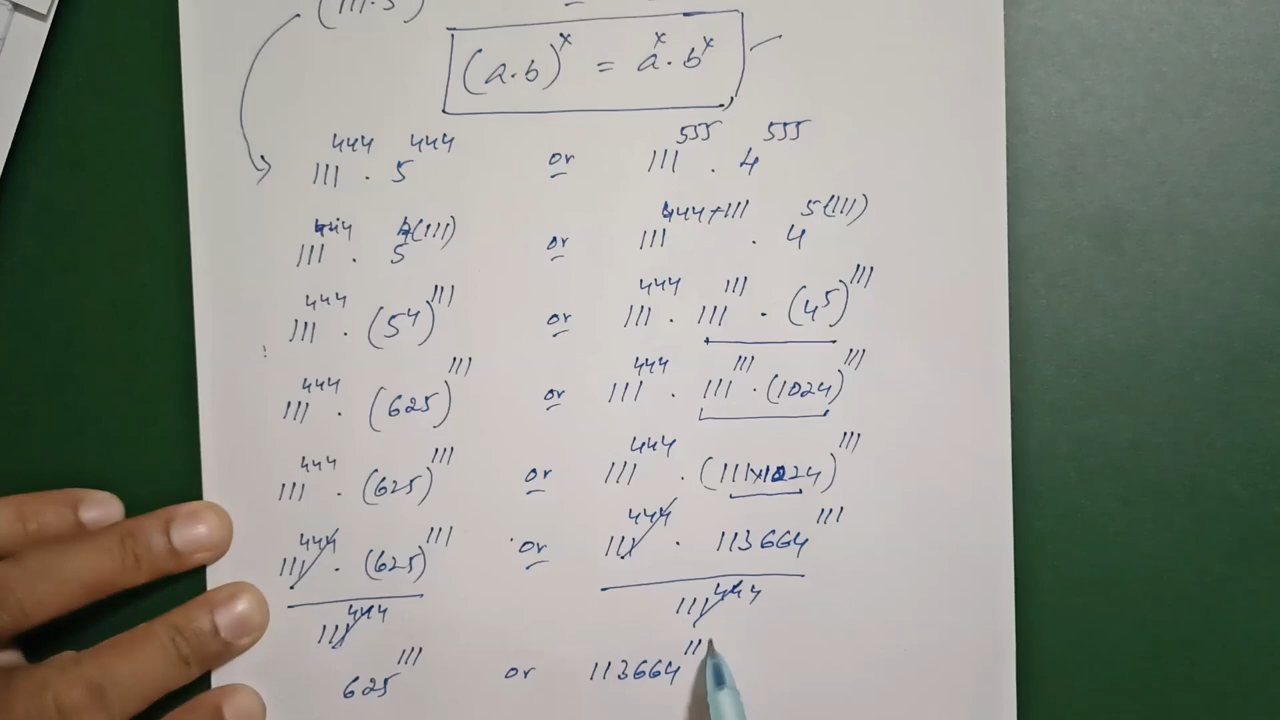 (111·5)
(a·b)^x = a^x · b^x
111^444 · 5^444 or 111^555 · 4^555
111^444 · 5^4(111) or 111^444+111 · 4^5(111)
111^444 · (5^4)^111 or 111^444 · 111^111 · (4^5)^111
111^444 · (625)^111 or 111^444 · 111^111 · (1024)^111
111^444 · (625)^111 or 111^444 · (111×1024)^111
111^444 · (625)^111 or 111^444 · 113664^111
111^444 111^444
625^111 or 113664^11